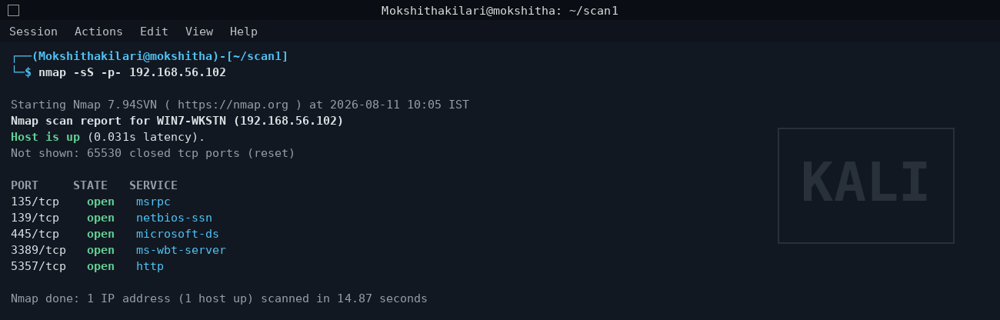 Mokshithakilari@mokshitha: ~/scan1
Session Actions Edit View Help
┌──(Mokshithakilari@mokshitha)-[~/scan1]
└─$ nmap -sS -p- 192.168.56.102
Starting Nmap 7.94SVN ( https://nmap.org ) at 2026-08-11 10:05 IST
Nmap scan report for WIN7-WKSTN (192.168.56.102)
Host is up (0.031s latency).
Not shown: 65530 closed tcp ports (reset)
PORT     STATE   SERVICE
135/tcp    open   msrpc
139/tcp    open   netbios-ssn
445/tcp    open   microsoft-ds
3389/tcp   open   ms-wbt-server
5357/tcp   open   http
Nmap done: 1 IP address (1 host up) scanned in 14.87 seconds
KALI